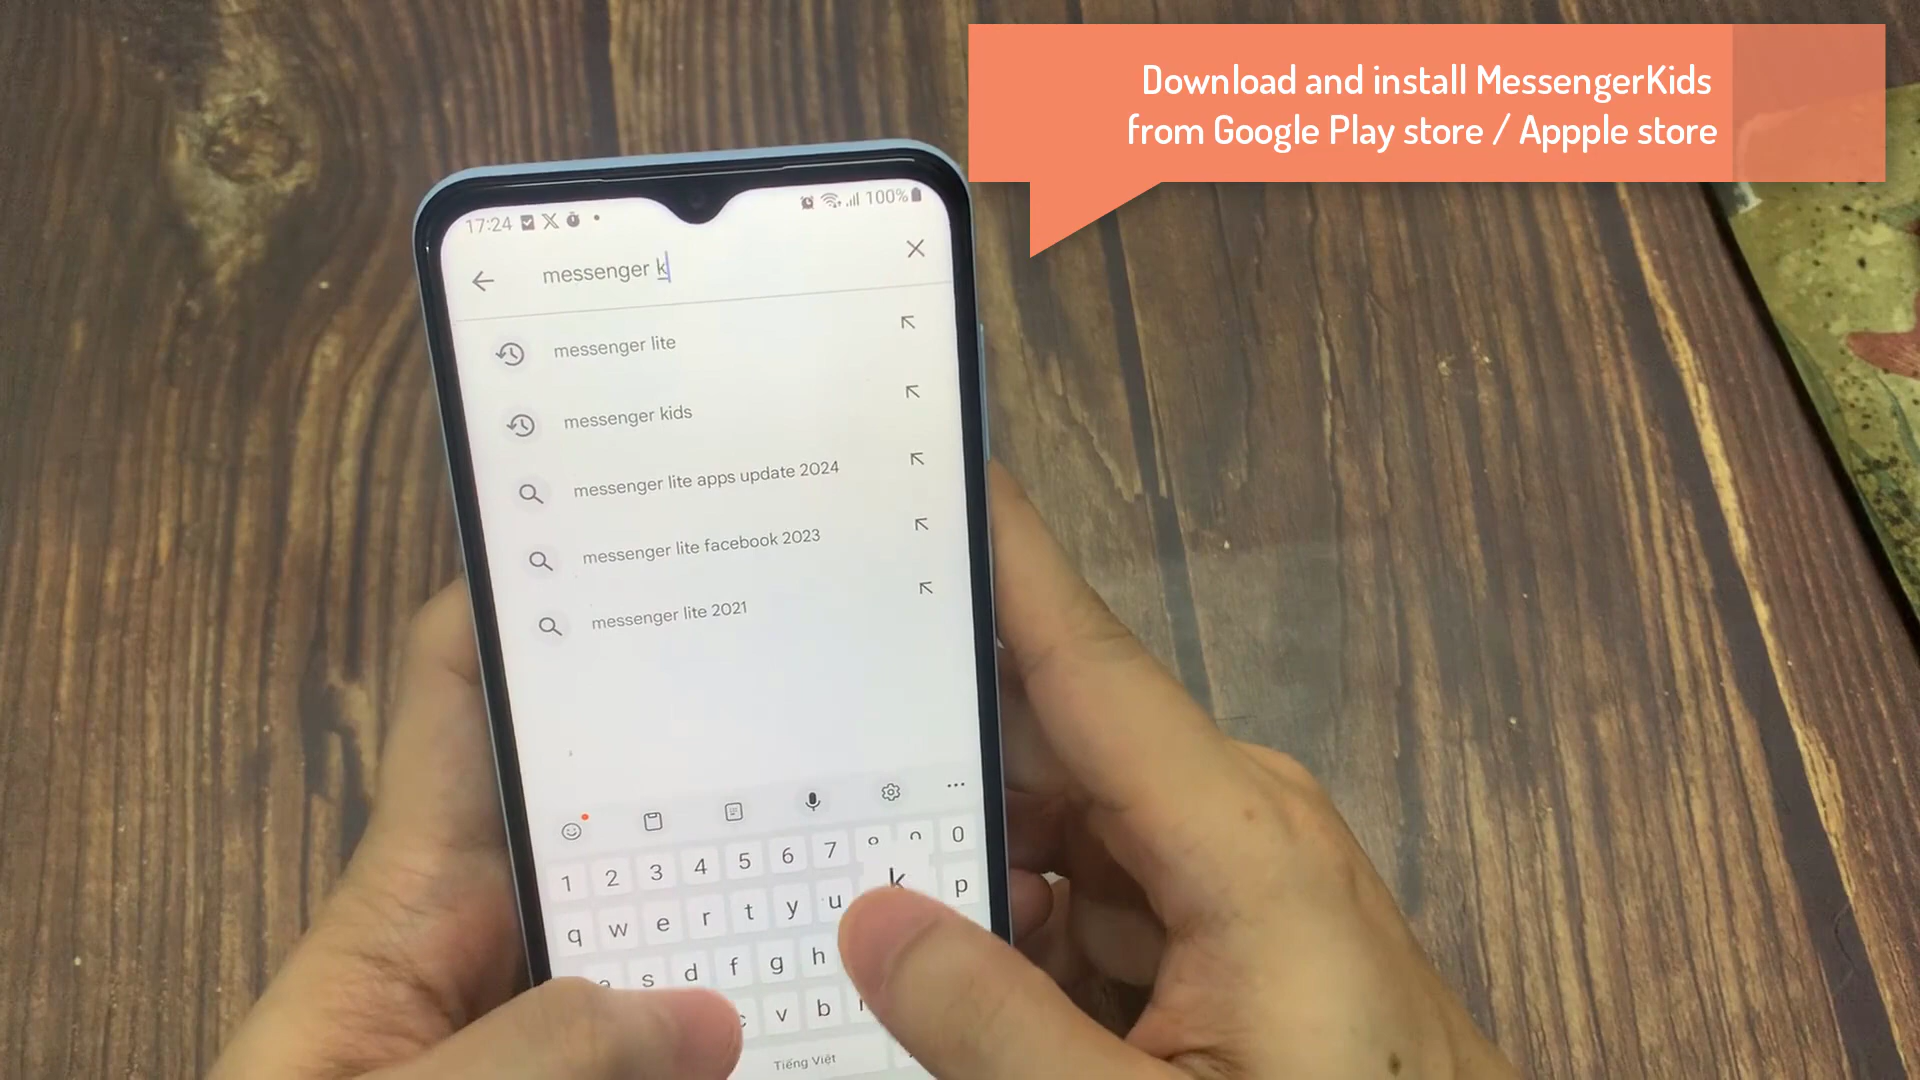 Download and install MessengerKids
from Google Play store / Appple store
17:24
100%
messenger k
messenger lite
messenger kids
messenger lite apps update 2024
messenger lite facebook 2023
messenger lite 2021
1 2 3 4 5 6 7 0
k
q w e r t y u p
s d f g h
v b
Tiếng Việt